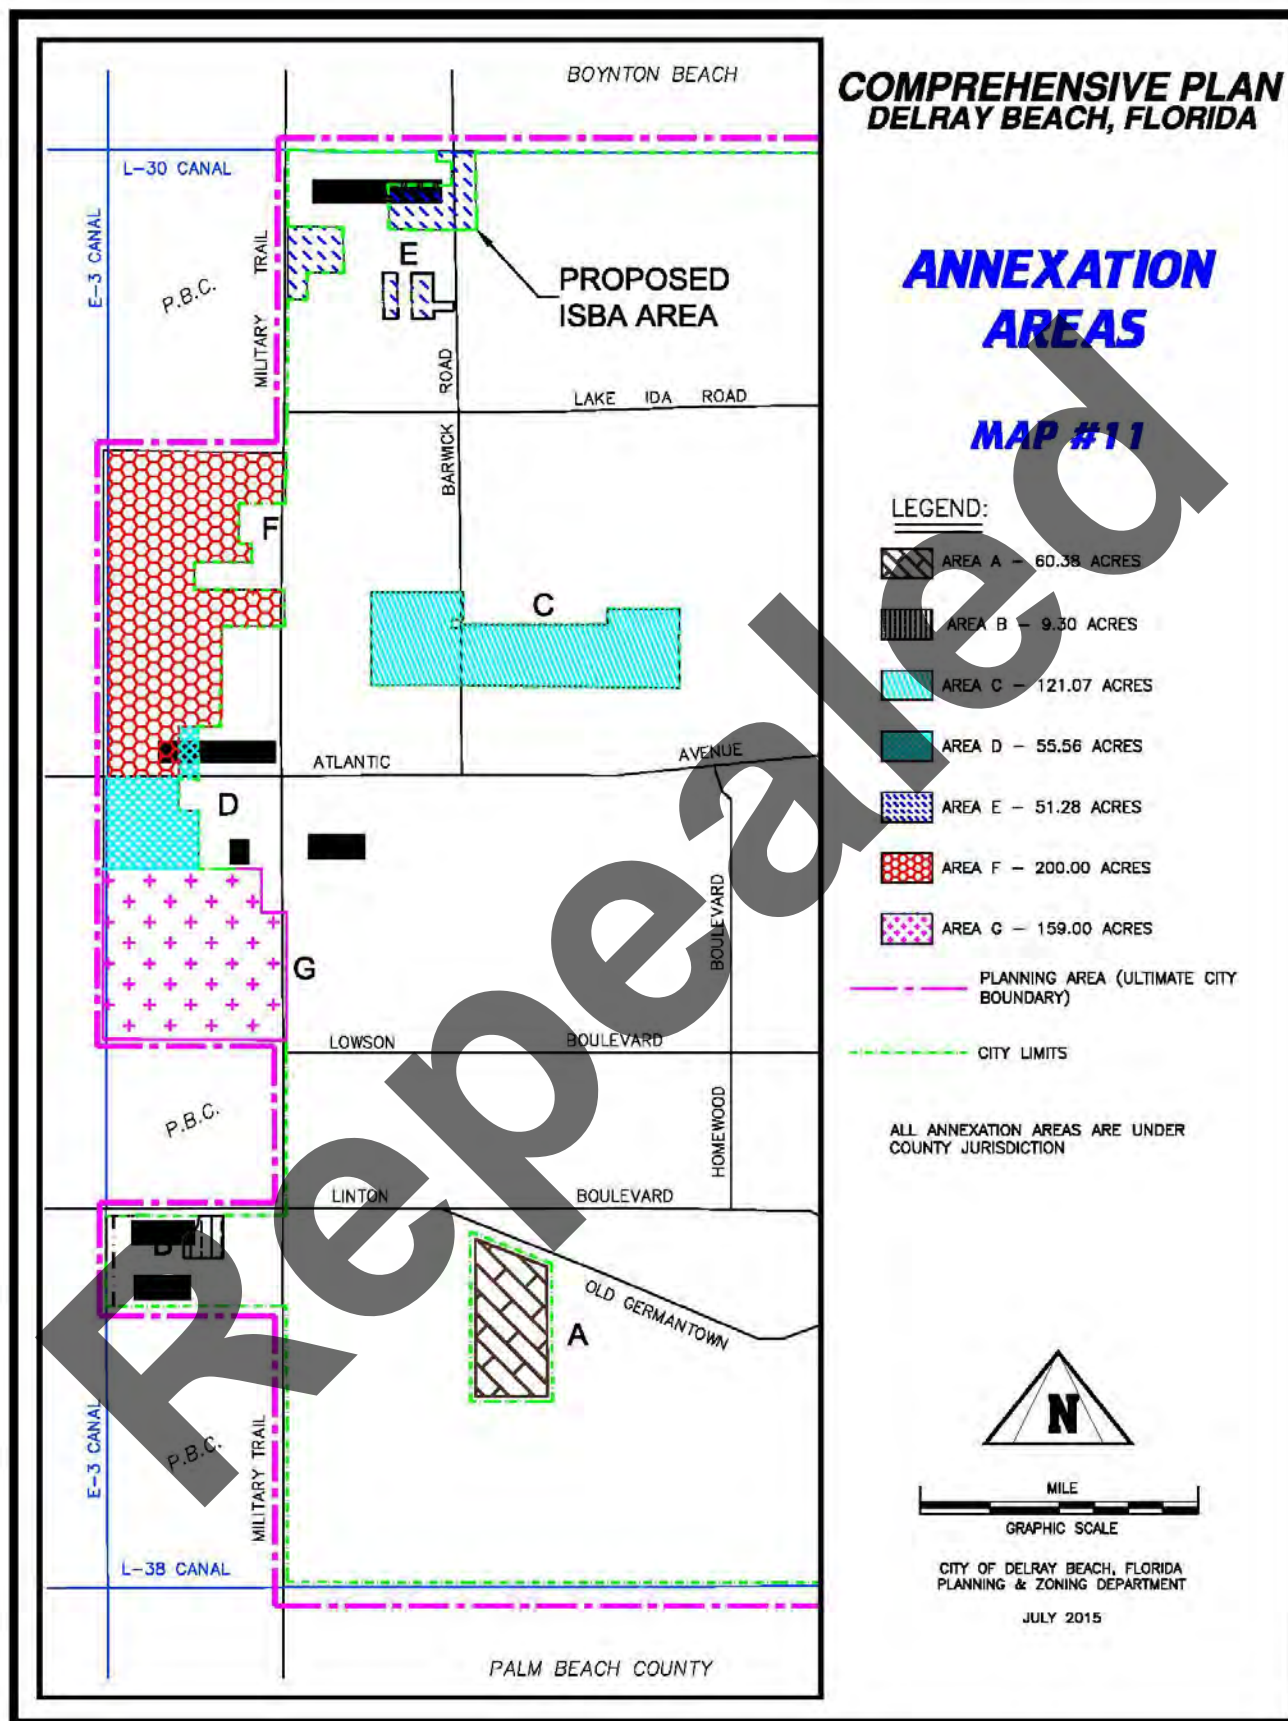 BOYNTON BEACH
COMPREHENSIVE PLAN
DELRAY BEACH, FLORIDA
L-30 CANAL
E-3 CANAL
P.B.C.
MILITARY TRAIL
E
PROPOSED
ISBA AREA
ANNEXATION
AREAS
MAP #11
BARWICK ROAD
LAKE IDA ROAD
F
C
ATLANTIC AVENUE
D
G
LOWSON BOULEVARD
HOMEWOOD BOULEVARD
P.B.C.
LINTON BOULEVARD
B
OLD GERMANTOWN
A
E-3 CANAL
P.B.C.
MILITARY TRAIL
L-38 CANAL
PALM BEACH COUNTY
LEGEND:
AREA A - 60.38 ACRES
AREA B - 9.30 ACRES
AREA C - 121.07 ACRES
AREA D - 55.56 ACRES
AREA E - 51.28 ACRES
AREA F - 200.00 ACRES
AREA G - 159.00 ACRES
PLANNING AREA (ULTIMATE CITY
BOUNDARY)
CITY LIMITS
ALL ANNEXATION AREAS ARE UNDER
COUNTY JURISDICTION
N
MILE
GRAPHIC SCALE
CITY OF DELRAY BEACH, FLORIDA
PLANNING & ZONING DEPARTMENT
JULY 2015
Repealed